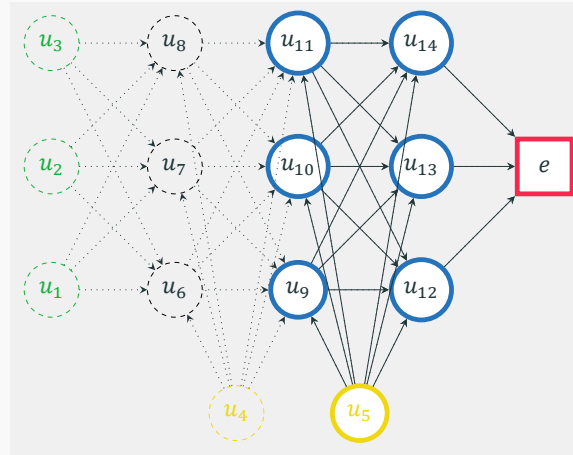 u₃ u₈ u₁₁ u₁₄
u₂ u₇ u₁₀ u₁₃ e
u₁ u₆ u₉ u₁₂
u₄ u₅